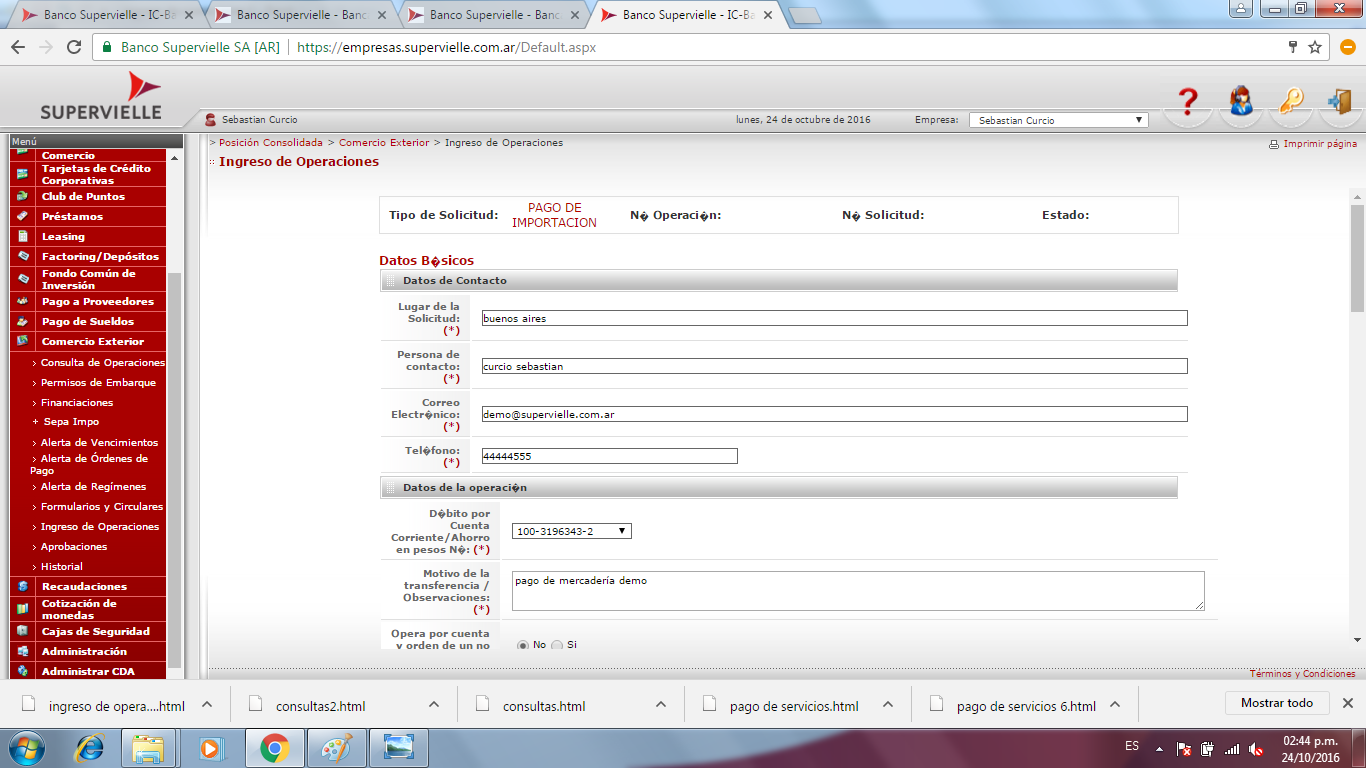 Banco Supervielle - IC-Ba
Banco Supervielle - Banc
Banco Supervielle - Banc
Banco Supervielle - IC-Ba
Banco Supervielle SA [AR]
https://empresas.supervielle.com.ar/Default.aspx
SUPERVIELLE
Sebastian Curcio
lunes, 24 de octubre de 2016
Empresa:
Sebastian Curcio
Menú
Comercio
Tarjetas de Crédito
Corporativas
Club de Puntos
Préstamos
Leasing
Factoring/Depósitos
Fondo Común de
Inversión
Pago a Proveedores
Pago de Sueldos
Comercio Exterior
> Consulta de Operaciones
> Permisos de Embarque
> Financiaciones
+ Sepa Impo
> Alerta de Vencimientos
> Alerta de Órdenes de
Pago
> Alerta de Regímenes
> Formularios y Circulares
> Ingreso de Operaciones
> Aprobaciones
> Historial
Recaudaciones
Cotización de
monedas
Cajas de Seguridad
Administración
Administrar CDA
> Posición Consolidada > Comercio Exterior > Ingreso de Operaciones
Imprimir página
:: Ingreso de Operaciones
Tipo de Solicitud:
PAGO DE
IMPORTACION
N� Operaci�n:
N� Solicitud:
Estado:
Datos B�sicos
Datos de Contacto
Lugar de la
Solicitud:
(*)
buenos aires
Persona de
contacto:
(*)
curcio sebastian
Correo
Electr�nico:
(*)
demo@supervielle.com.ar
Tel�fono:
(*)
44444555
Datos de la operaci�n
D�bito por
Cuenta
Corriente/Ahorro
en pesos N�: (*)
100-3196343-2
Motivo de la
transferencia /
Observaciones:
(*)
pago de mercadería demo
Opera por cuenta
y orden de un no
No
Si
Términos y Condiciones
ingreso de opera....html
consultas2.html
consultas.html
pago de servicios.html
pago de servicios 6.html
Mostrar todo
ES
02:44 p.m.
24/10/2016